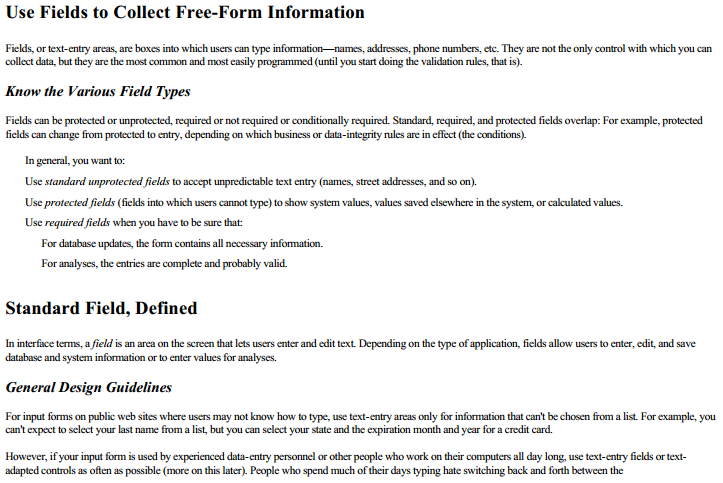 Use Fields to Collect Free-Form Information
Fields, or text-entry areas, are boxes into which users can type information—names, addresses, phone numbers, etc. They are not the only control with which you can
collect data, but they are the most common and most easily programmed (until you start doing the validation rules, that is).
Know the Various Field Types
Fields can be protected or unprotected, required or not required or conditionally required. Standard, required, and protected fields overlap: For example, protected
fields can change from protected to entry, depending on which business or data-integrity rules are in effect (the conditions).
In general, you want to:
Use standard unprotected fields to accept unpredictable text entry (names, street addresses, and so on).
Use protected fields (fields into which users cannot type) to show system values, values saved elsewhere in the system, or calculated values.
Use required fields when you have to be sure that:
For database updates, the form contains all necessary information.
For analyses, the entries are complete and probably valid.
Standard Field, Defined
In interface terms, a field is an area on the screen that lets users enter and edit text. Depending on the type of application, fields allow users to enter, edit, and save
database and system information or to enter values for analyses.
General Design Guidelines
For input forms on public web sites where users may not know how to type, use text-entry areas only for information that can't be chosen from a list. For example, you
can't expect to select your last name from a list, but you can select your state and the expiration month and year for a credit card.
However, if your input form is used by experienced data-entry personnel or other people who work on their computers all day long, use text-entry fields or text-
adapted controls as often as possible (more on this later). People who spend much of their days typing hate switching back and forth between the